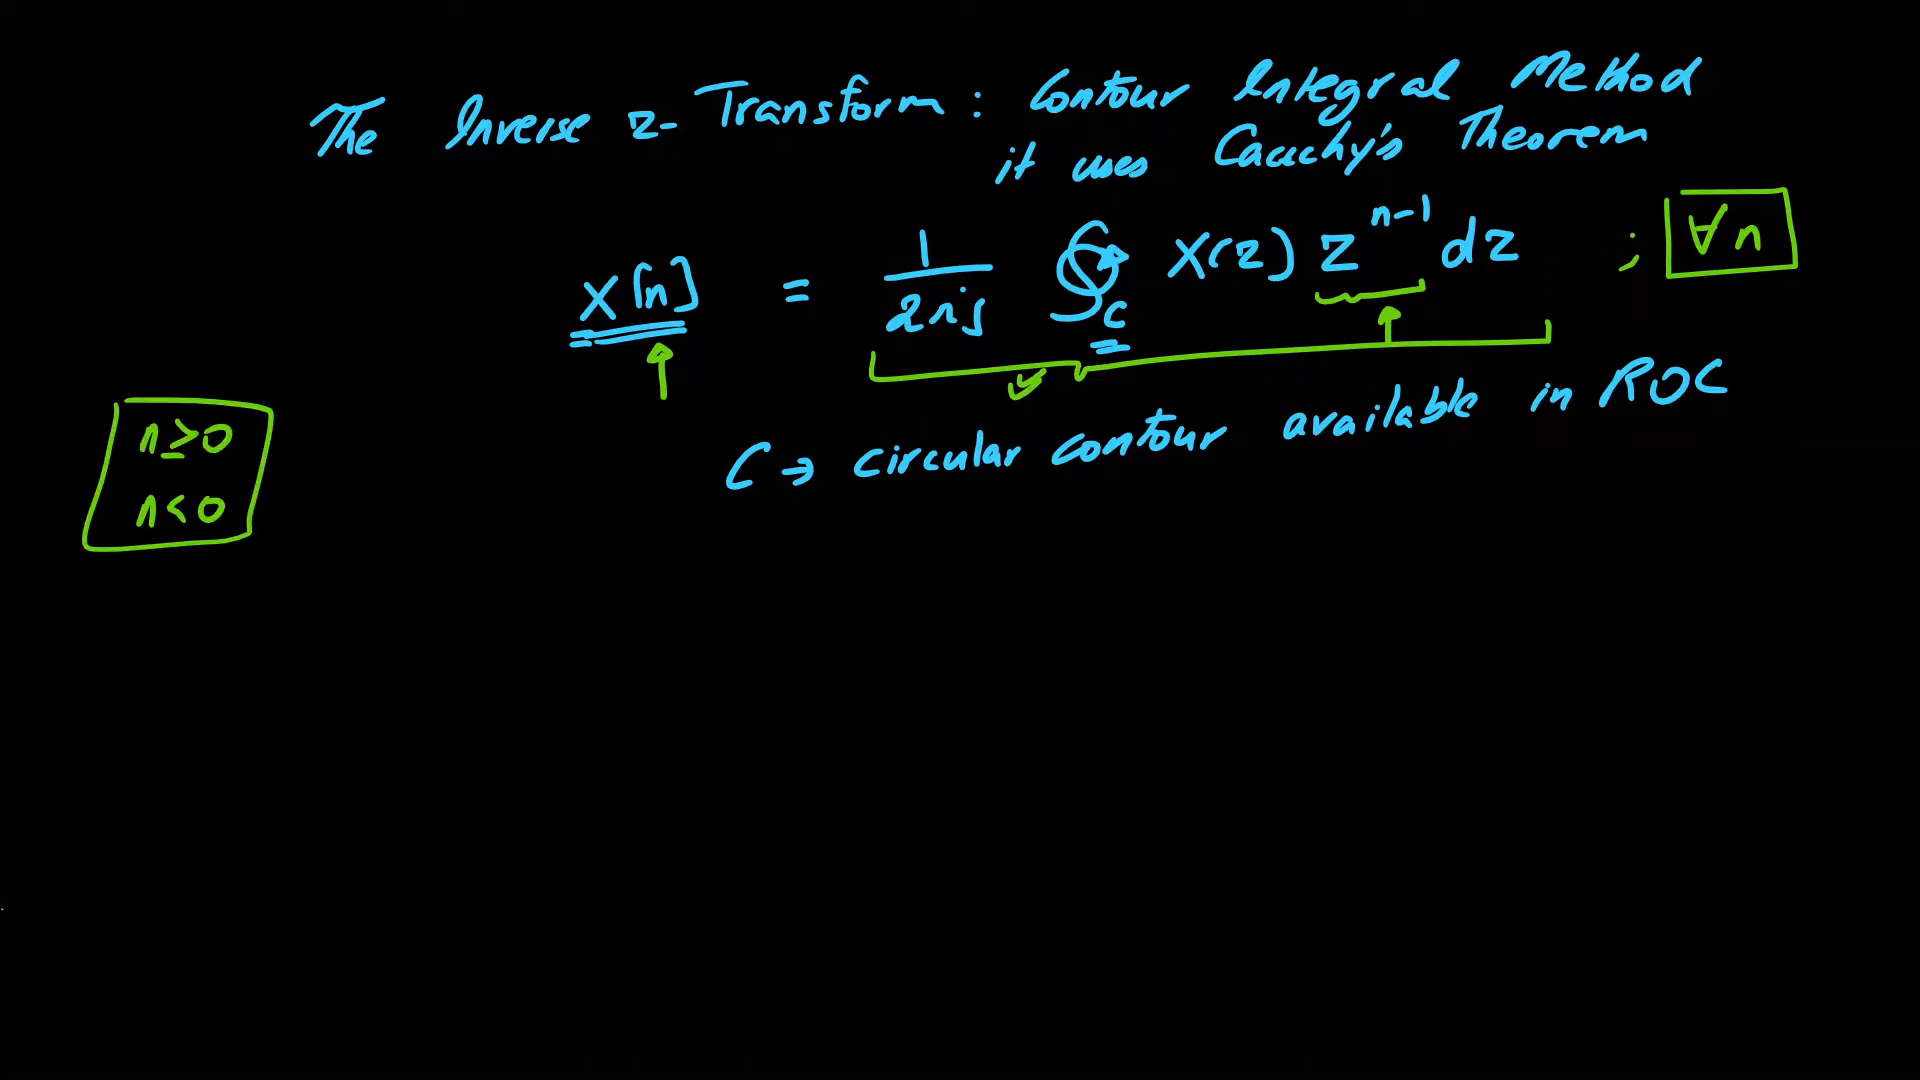 The Inverse z-Transform : Contour Integral Method
it uses Cauchy's Theorem
x[n] = 1/2πj ∮c X(z) z^n-1 dz ; ∀n
C → circular contour available in ROC
n≥0
n<0